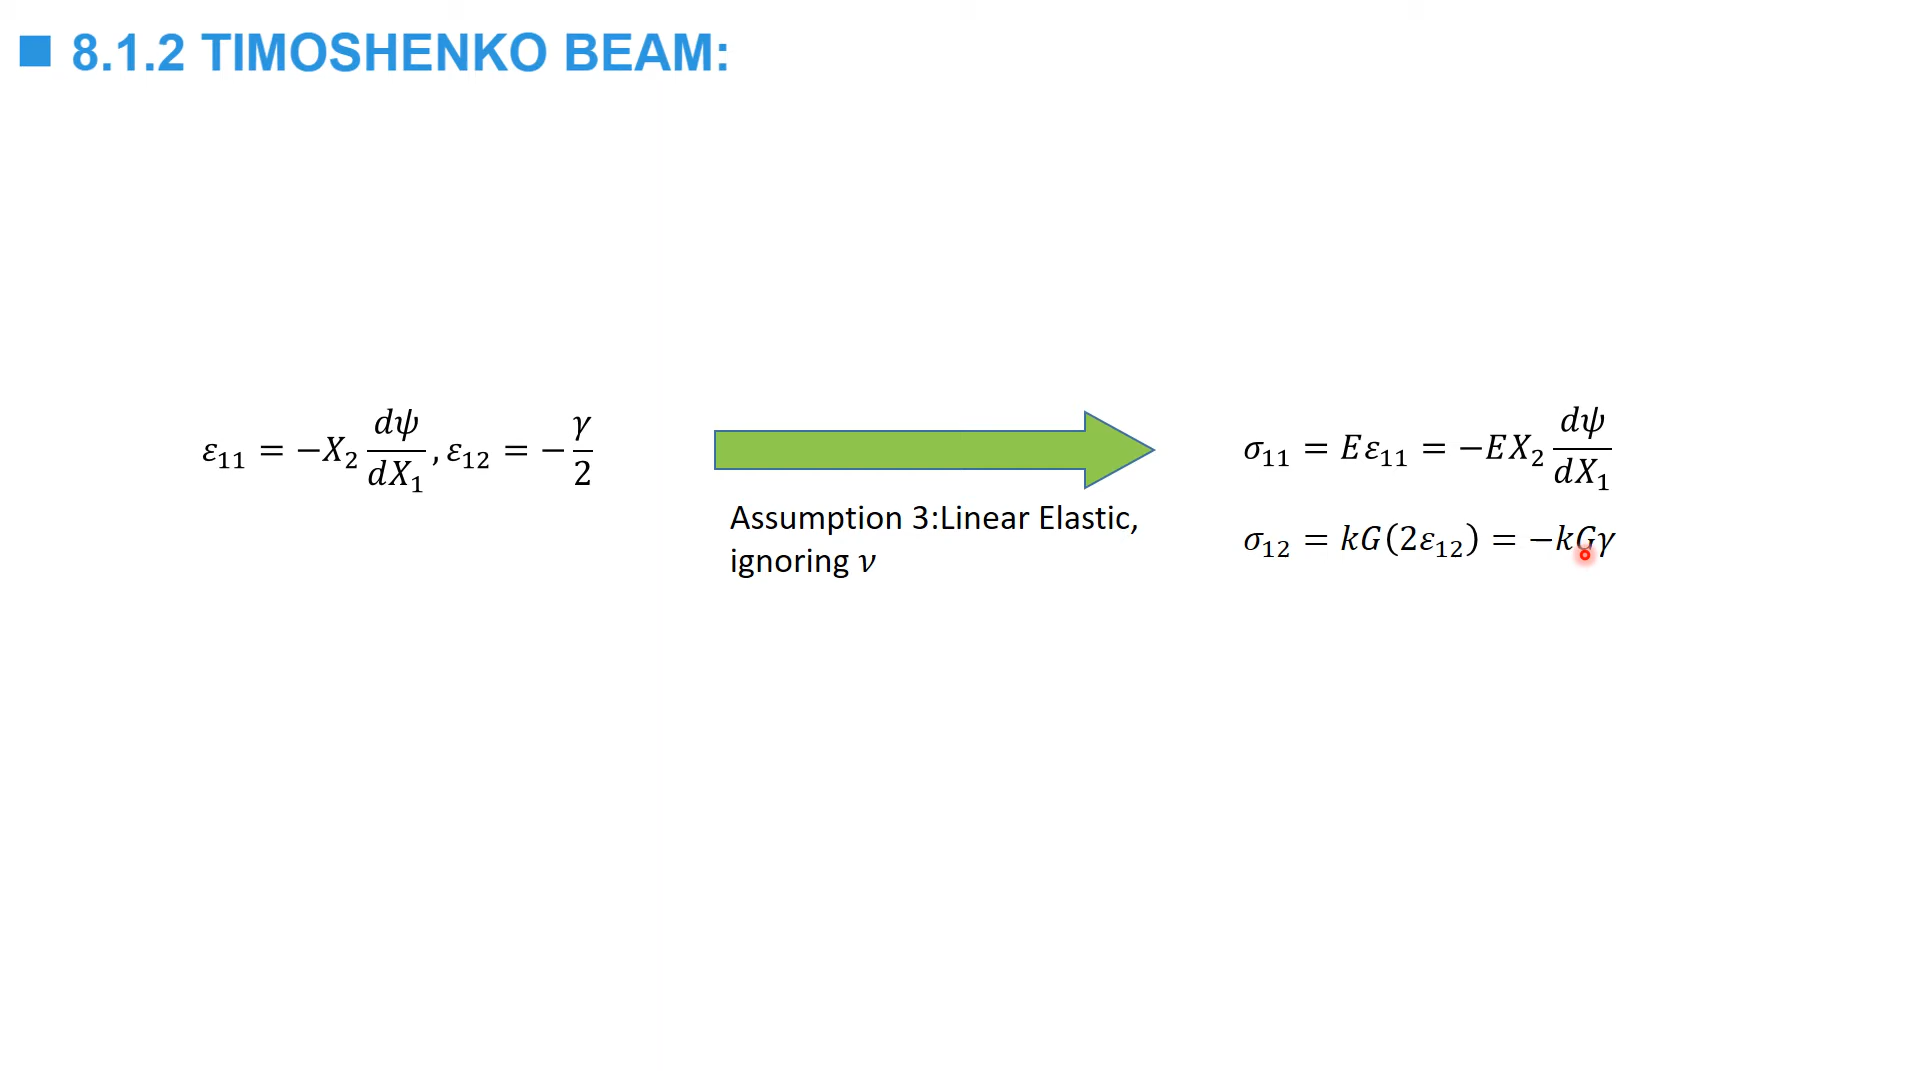 ■ 8.1.2 TIMOSHENKO BEAM:
ε₁₁ = −X₂ dψ/dX₁, ε₁₂ = −γ/2
Assumption 3:Linear Elastic,
ignoring ν
σ₁₁ = Eε₁₁ = −EX₂ dψ/dX₁
σ₁₂ = kG(2ε₁₂) = −kGγ